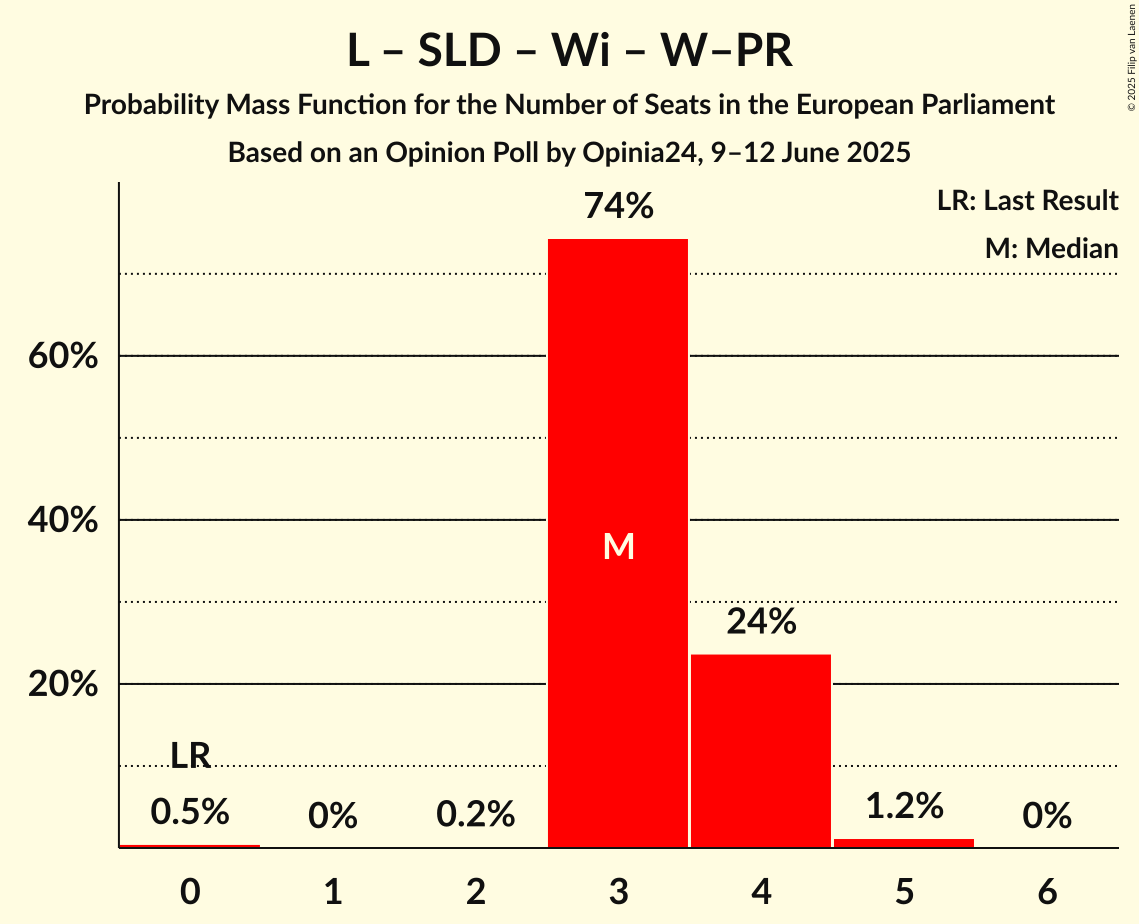 L – SLD – Wi – W–PR
Probability Mass Function for the Number of Seats in the European Parliament
Based on an Opinion Poll by Opinia24, 9–12 June 2025
© 2025 Filip van Laenen
LR: Last Result
M: Median
74%
60%
40%
M
24%
20%
LR
0.5%
0%
0.2%
1.2%
0%
0
1
2
3
4
5
6